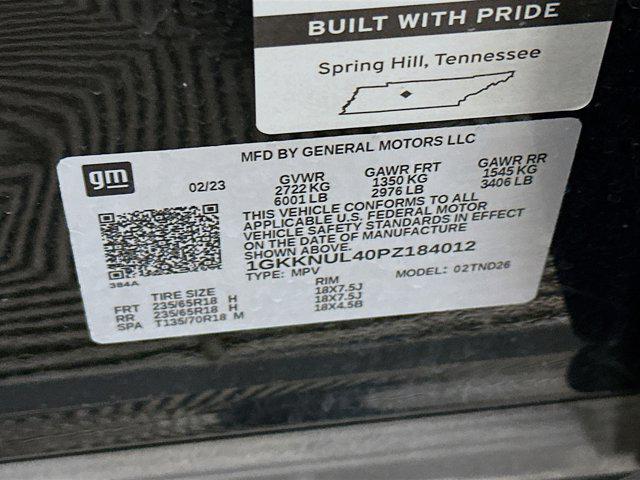 BUILT WITH PRIDE
Spring Hill, Tennessee
MFD BY GENERAL MOTORS LLC
gm
02/23
GVWR
2722 KG
6001 LB
GAWR FRT
1350 KG
2976 LB
GAWR RR
1545 KG
3406 LB
THIS VEHICLE CONFORMS TO ALL
APPLICABLE U.S. FEDERAL MOTOR
VEHICLE SAFETY STANDARDS IN EFFECT
ON THE DATE OF MANUFACTURE
SHOWN ABOVE.
1GKKNUL40PZ184012
TYPE: MPV
MODEL: 02TND26
384A
TIRE SIZE
RIM
FRT 235/65R18 H 18X7.5J
RR 235/65R18 H 18X7.5J
SPA T135/70R18 M 18X4.5B